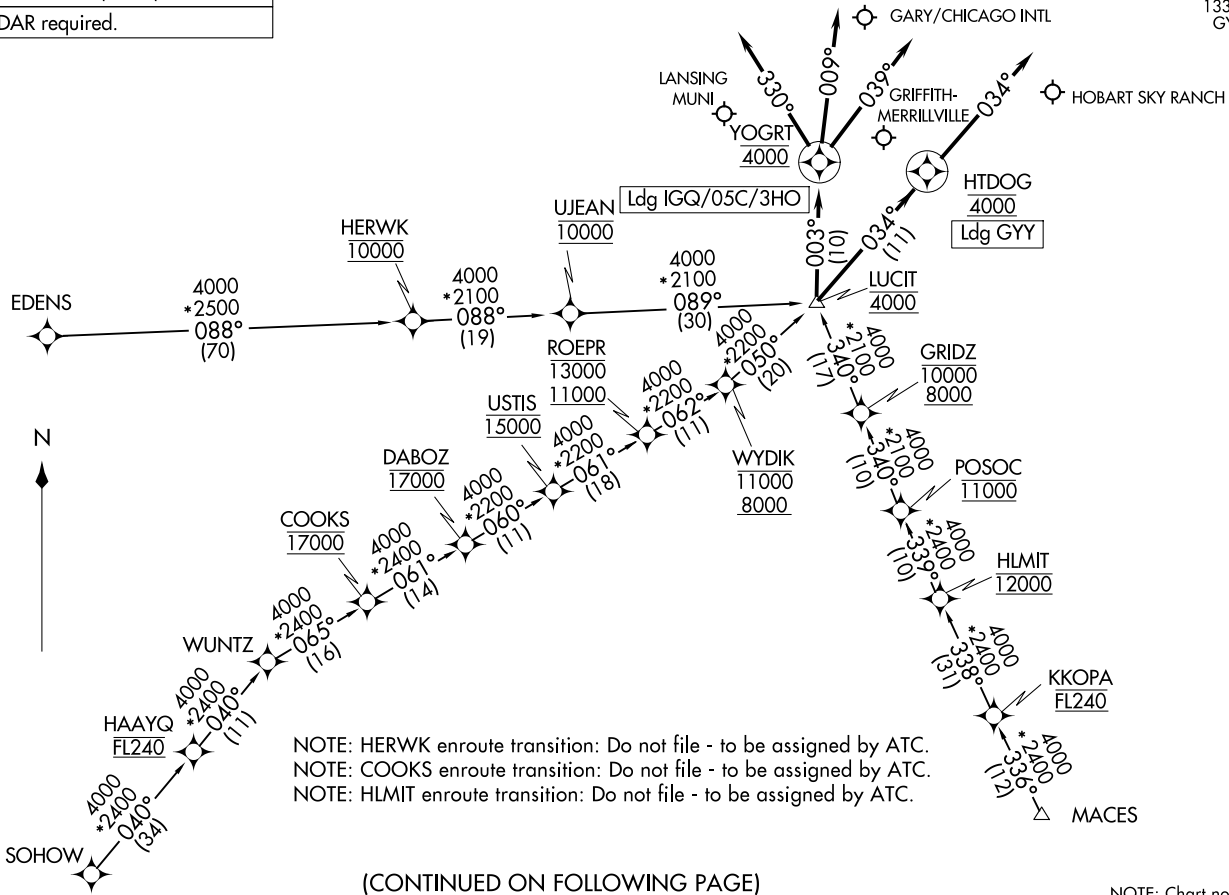 DAR required.
133
GY
GARY/CHICAGO INTL
LANSING
MUNI
330°
009°
039°
GRIFFITH-
MERRILLVILLE
034°
HOBART SKY RANCH
YOGRT
4000
Ldg IGQ/05C/3HO
HTDOG
4000
Ldg GYY
003°
(10)
034°
(11)
LUCIT
4000
EDENS
4000
*2500
088°
(70)
HERWK
10000
4000
*2100
088°
(19)
UJEAN
10000
4000
*2100
089°
(30)
4000
*2200
050°
(20)
WYDIK
11000
8000
4000
*2200
062°
(11)
ROEPR
13000
11000
4000
*2200
061°
(18)
USTIS
15000
4000
*2200
060°
(11)
DABOZ
17000
4000
*2400
061°
(14)
COOKS
17000
4000
*2400
065°
(16)
WUNTZ
4000
*2400
040°
(11)
HAAYQ
FL240
4000
*2400
040°
(34)
SOHOW
4000
*2100
340°
(17)
GRIDZ
10000
8000
4000
*2100
340°
(10)
POSOC
11000
4000
*2400
339°
(10)
HLMIT
12000
4000
*2400
338°
(31)
KKOPA
FL240
4000
*2400
336°
(12)
MACES
N
NOTE: HERWK enroute transition: Do not file - to be assigned by ATC.
NOTE: COOKS enroute transition: Do not file - to be assigned by ATC.
NOTE: HLMIT enroute transition: Do not file - to be assigned by ATC.
(CONTINUED ON FOLLOWING PAGE)
NOTE: Chart no